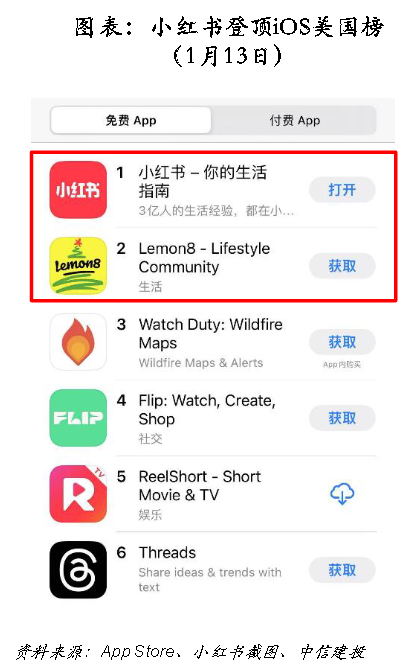 图表：小红书登顶iOS美国榜
（1月13日）
免费 App
付费 App
小红书
1 小红书 – 你的生活
指南
3亿人的生活经验，都在小...
打开
Lemon8
2 Lemon8 - Lifestyle
Community
生活
获取
3 Watch Duty: Wildfire
Maps
Wildfire Maps & Alerts
获取
App内购买
FLIP
4 Flip: Watch, Create,
Shop
社交
获取
TV
R
5 ReelShort - Short
Movie & TV
娱乐
6 Threads
Share ideas & trends with
text
获取
资料来源：App Store、小红书截图、中信建投